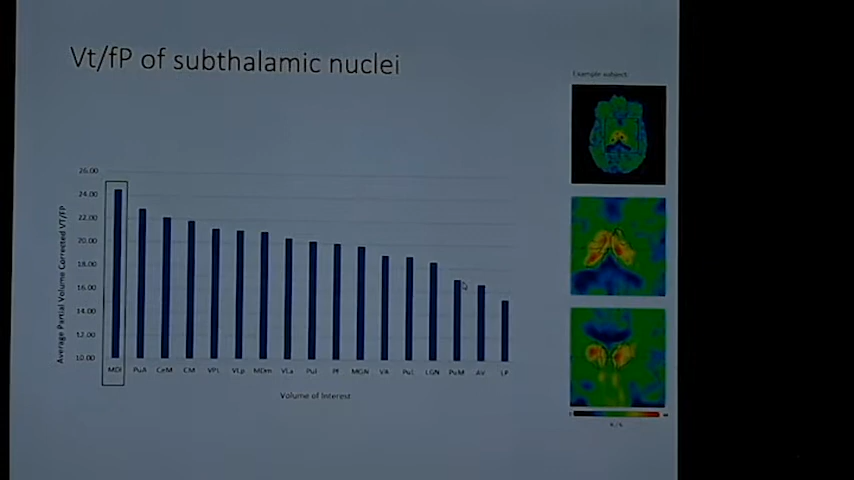 Vt/fP of subthalamic nuclei
Example subject:
26.00
24.00
22.00
20.00
18.00
16.00
14.00
12.00
10.00
Average Partial Volume Corrected VT/FP
MDl PuA CeM CM VPL VLp MDm VLa PuI Pf MGN VA PuL LGN PuM AV LP
Volume of Interest